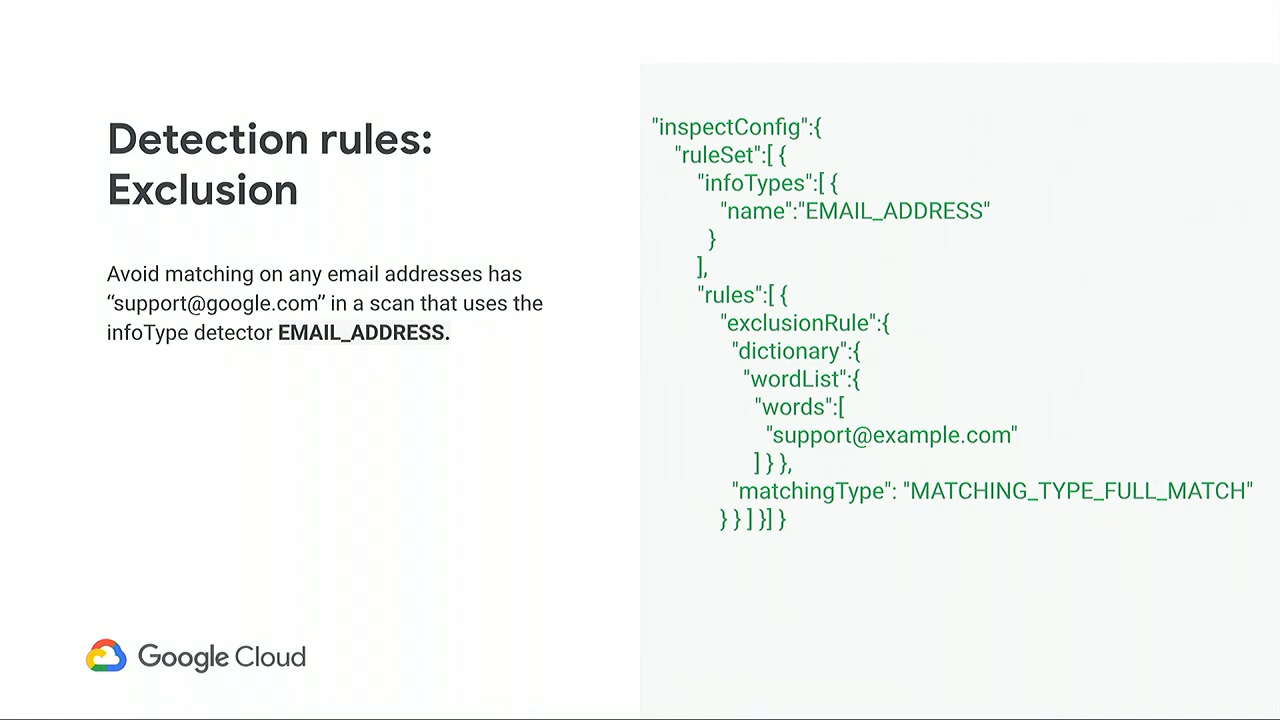 Detection rules:
Exclusion
Avoid matching on any email addresses has
“support@google.com” in a scan that uses the
infoType detector EMAIL_ADDRESS.
"inspectConfig":{
"ruleSet":[ {
"infoTypes":[ {
"name":"EMAIL_ADDRESS"
}
],
"rules":[ {
"exclusionRule":{
"dictionary":{
"wordList":{
"words":[
"support@example.com"
] } },
"matchingType": "MATCHING_TYPE_FULL_MATCH"
} } ] }] }
Google Cloud